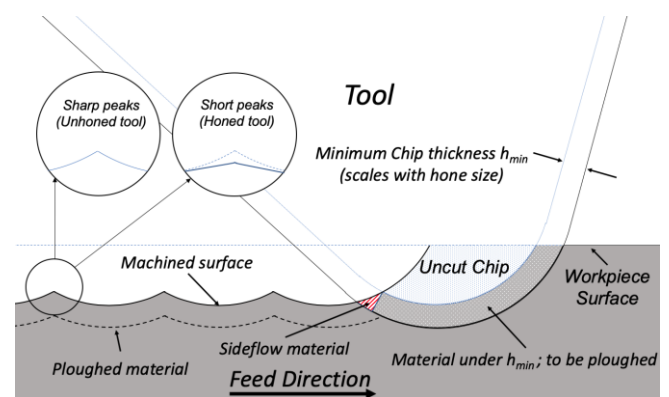 Sharp peaks
(Unhoned tool)
Short peaks
(Honed tool)
Tool
Minimum Chip thickness hmin
(scales with hone size)
Machined surface
Uncut Chip
Workpiece
Surface
Ploughed material
Sideflow material
Material under hmin; to be ploughed
Feed Direction